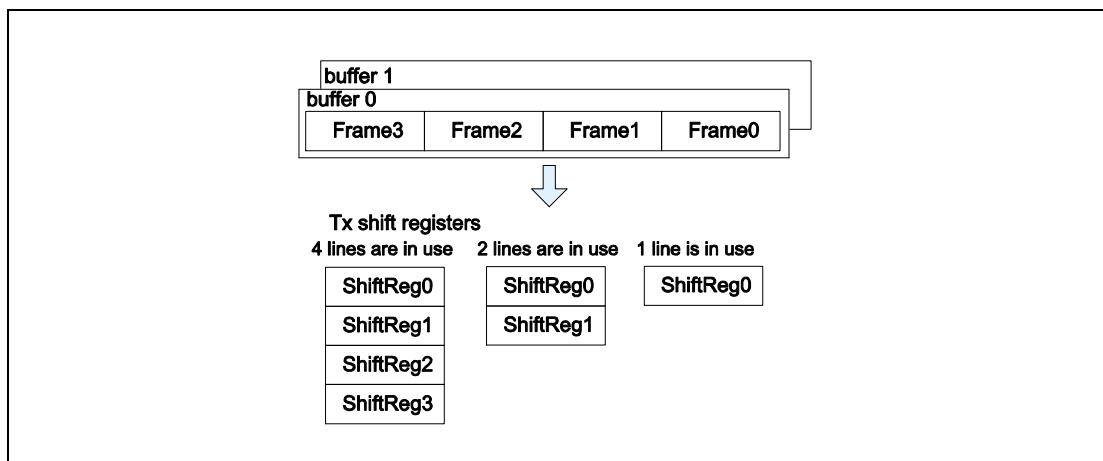 buffer 1
buffer 0
Frame3 Frame2 Frame1 Frame0
Tx shift registers
4 lines are in use 2 lines are in use 1 line is in use
ShiftReg0 ShiftReg0 ShiftReg0
ShiftReg1 ShiftReg1
ShiftReg2
ShiftReg3